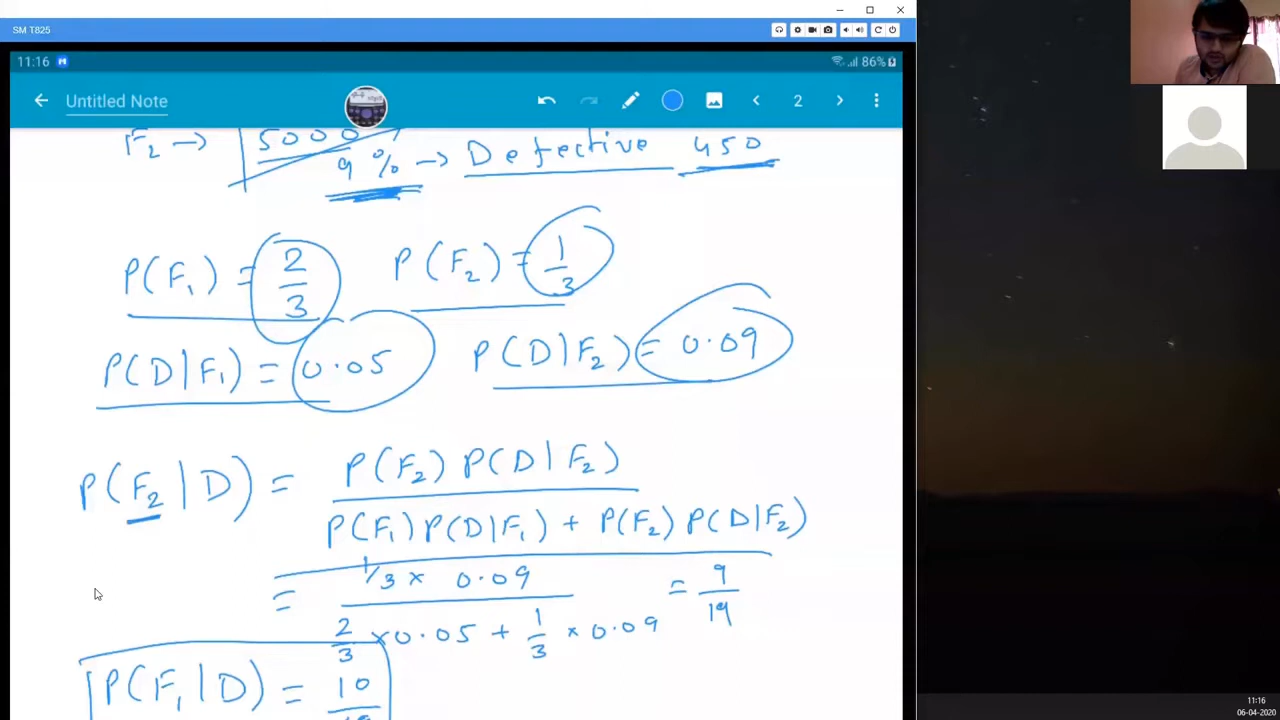 SM T825
11:16 86%
Untitled Note 2
F₂ → 5000
9% → Defective 450
P(F₁) = 2/3 P(F₂) = 1/3
P(D|F₁) = 0.05 P(D|F₂) = 0.09
P(F₂|D) = P(F₂) P(D|F₂)
P(F₁) P(D|F₁) + P(F₂) P(D|F₂)
= 1/3 × 0.09 = 9/19
2/3 × 0.05 + 1/3 × 0.09
P(F₁|D) = 10
11:16
06-04-2020